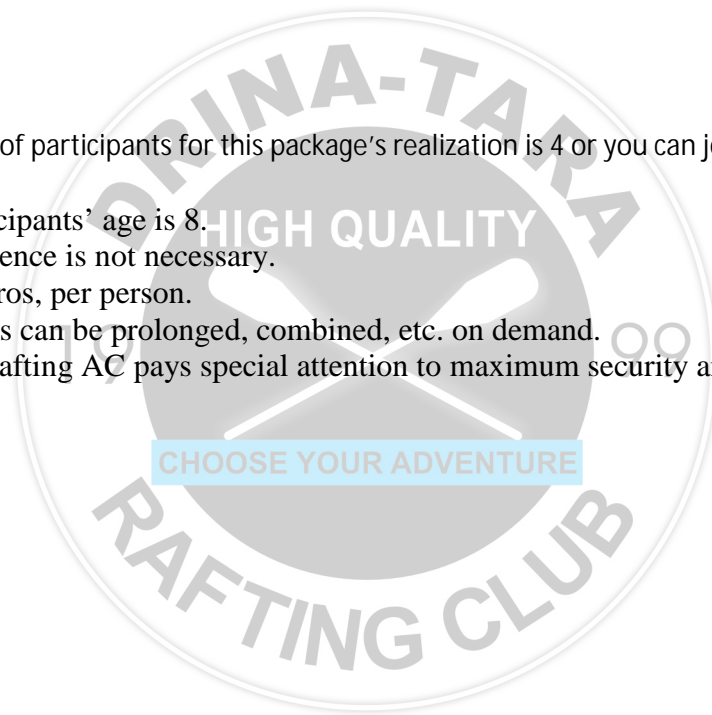 DRINA-TARA
of participants for this package's realization is 4 or you can j
cipants' age is 8.
HIGH QUALITY
ence is not necessary.
ros, per person.
s can be prolonged, combined, etc. on demand.
19 99
afting AC pays special attention to maximum security a
CHOOSE YOUR ADVENTURE
RAFTING CLUB